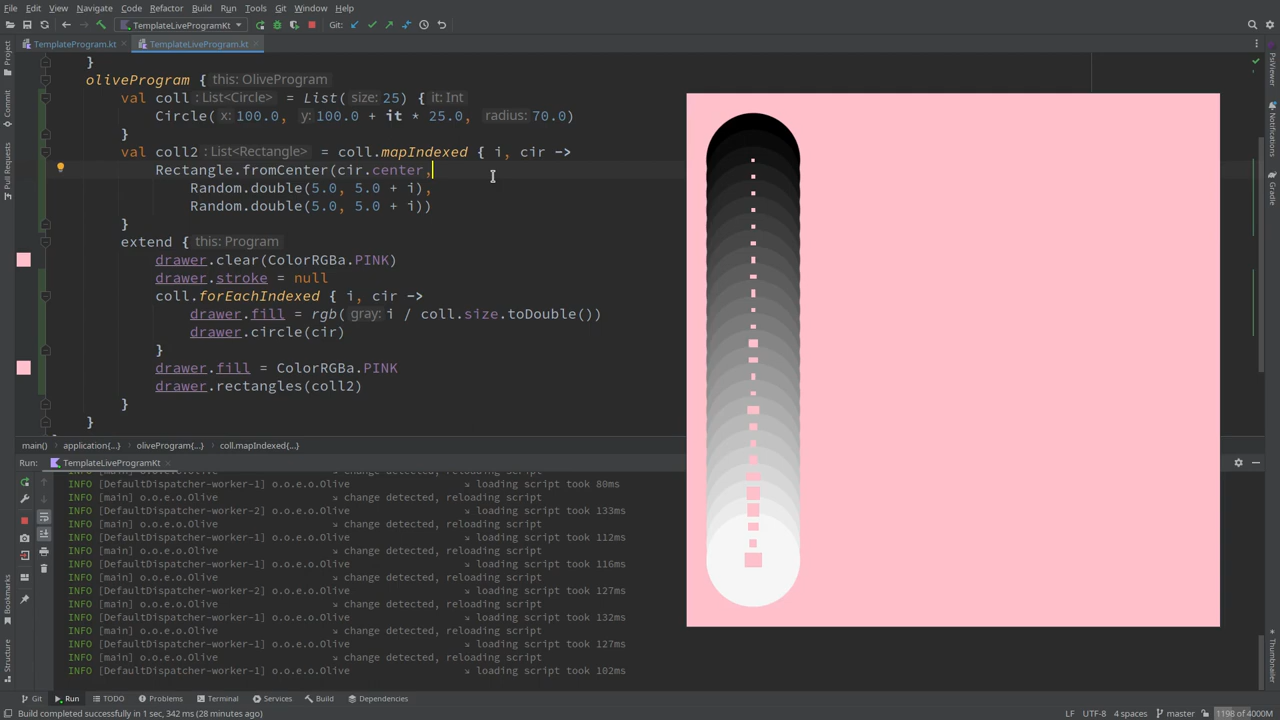 File Edit View Navigate Code Refactor Build Run Tools Git Window Help
TemplateLiveProgramKt Git:
TemplateProgram.kt TemplateLiveProgram.kt
}
oliveProgram { this: OliveProgram
val coll : List<Circle> = List( size: 25) { it: Int
Circle( x: 100.0, y: 100.0 + it * 25.0, radius: 70.0)
}
val coll2 : List<Rectangle> = coll.mapIndexed { i, cir ->
Rectangle.fromCenter(cir.center,
Random.double(5.0, 5.0 + i),
Random.double(5.0, 5.0 + i))
}
extend { this: Program
drawer.clear(ColorRGBa.PINK)
drawer.stroke = null
coll.forEachIndexed { i, cir ->
drawer.fill = rgb( gray: i / coll.size.toDouble())
drawer.circle(cir)
}
drawer.fill = ColorRGBa.PINK
drawer.rectangles(coll2)
}
}
main() application{...} oliveProgram{...} coll.mapIndexed{...}
Run: TemplateLiveProgramKt
INFO [DefaultDispatcher-worker-1] o.o.e.o.Olive ↘ loading script took 80ms
INFO [main] o.o.e.o.Olive ↘ change detected, reloading script
INFO [DefaultDispatcher-worker-2] o.o.e.o.Olive ↘ loading script took 133ms
INFO [main] o.o.e.o.Olive ↘ change detected, reloading script
INFO [DefaultDispatcher-worker-1] o.o.e.o.Olive ↘ loading script took 112ms
INFO [main] o.o.e.o.Olive ↘ change detected, reloading script
INFO [DefaultDispatcher-worker-1] o.o.e.o.Olive ↘ loading script took 116ms
INFO [main] o.o.e.o.Olive ↘ change detected, reloading script
INFO [DefaultDispatcher-worker-2] o.o.e.o.Olive ↘ loading script took 127ms
INFO [main] o.o.e.o.Olive ↘ change detected, reloading script
INFO [DefaultDispatcher-worker-2] o.o.e.o.Olive ↘ loading script took 132ms
INFO [main] o.o.e.o.Olive ↘ change detected, reloading script
INFO [DefaultDispatcher-worker-1] o.o.e.o.Olive ↘ loading script took 127ms
INFO [main] o.o.e.o.Olive ↘ change detected, reloading script
INFO [DefaultDispatcher-worker-1] o.o.e.o.Olive ↘ loading script took 102ms
Git Run TODO Problems Terminal Services Build Dependencies
Build completed successfully in 1 sec, 342 ms (28 minutes ago) LF UTF-8 4 spaces master 1198 of 4000M
Project
Commit
Pull Requests
Bookmarks
Structure
PsiViewer
Notifications
Gradle
Thumbnailer